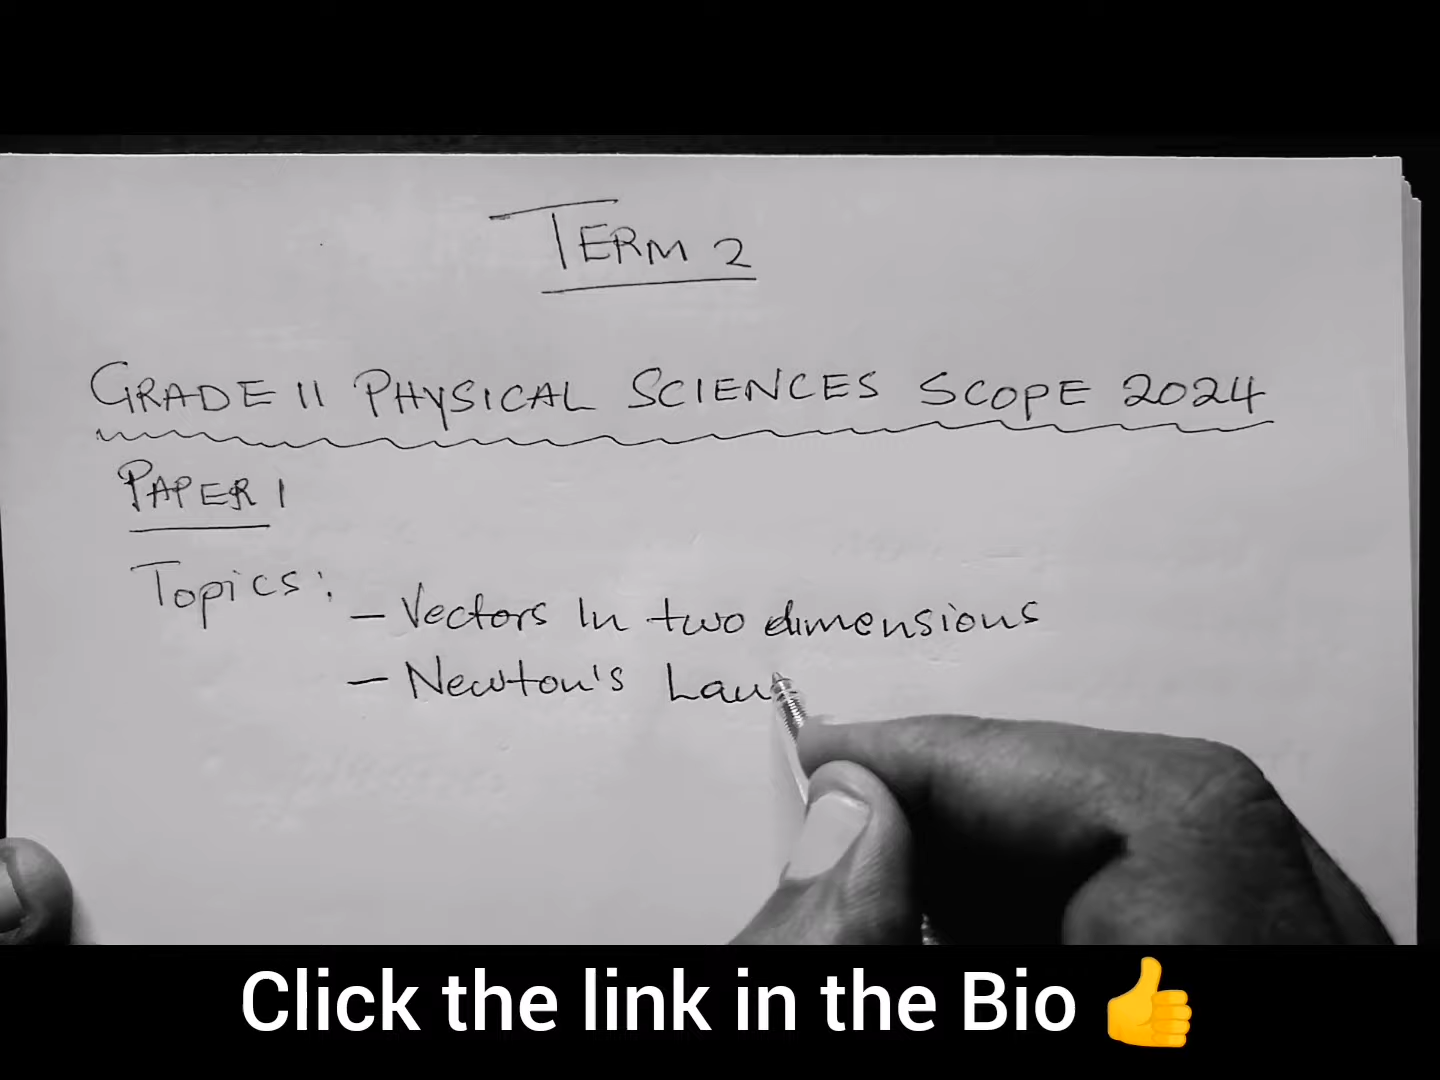 TERM 2
GRADE 11 PHYSICAL SCIENCES SCOPE 2024
PAPER 1
Topics:
- Vectors In two dimensions
- Newton's Law
Click the link in the Bio 👍